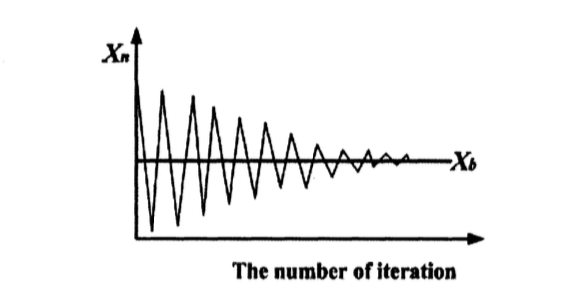 Xn
Xb
The number of iteration